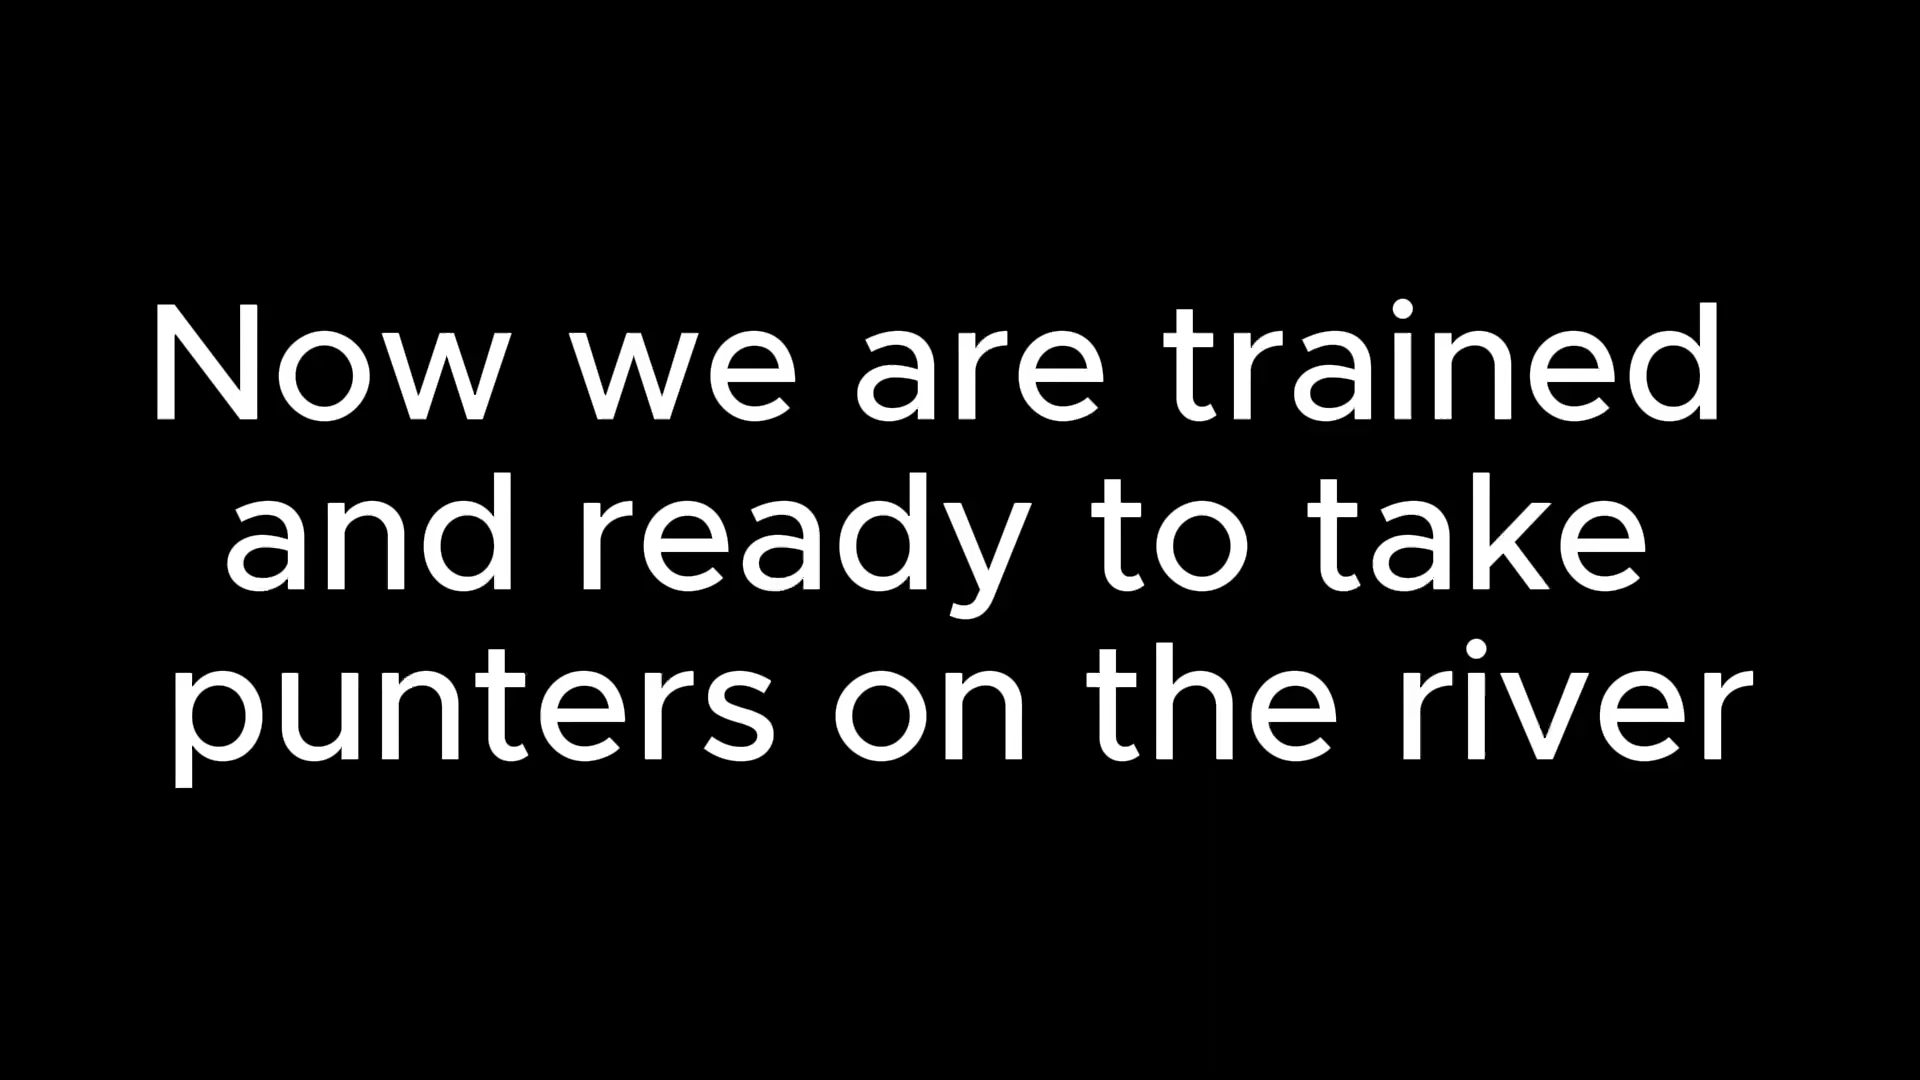 Now we are trained
and ready to take
punters on the river